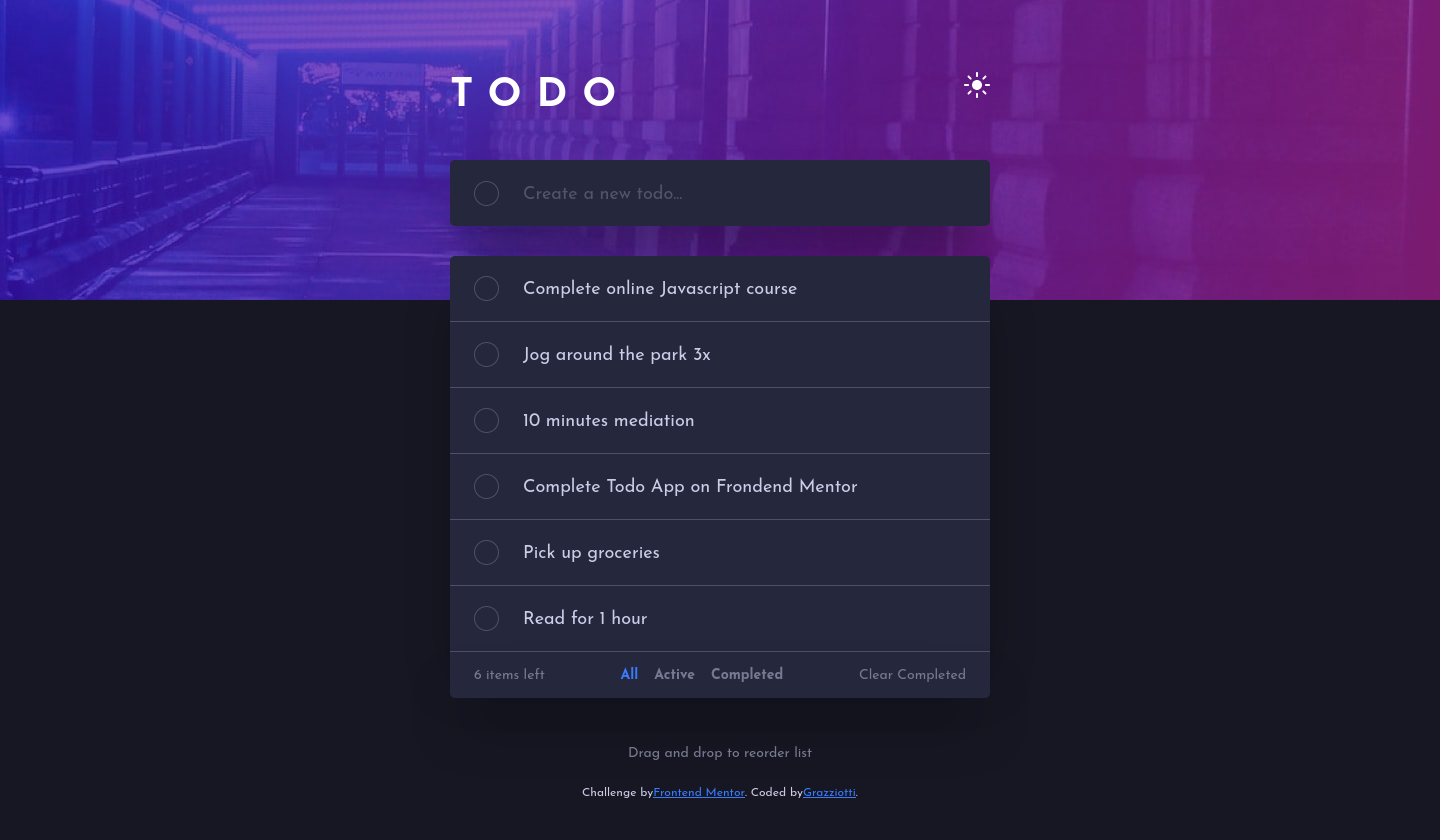 TODO
Create a new todo...
Complete online Javascript course
Jog around the park 3x
10 minutes mediation
Complete Todo App on Frondend Mentor
Pick up groceries
Read for 1 hour
6 items left All Active Completed Clear Completed
Drag and drop to reorder list
Challenge byFrontend Mentor. Coded byGrazziotti.